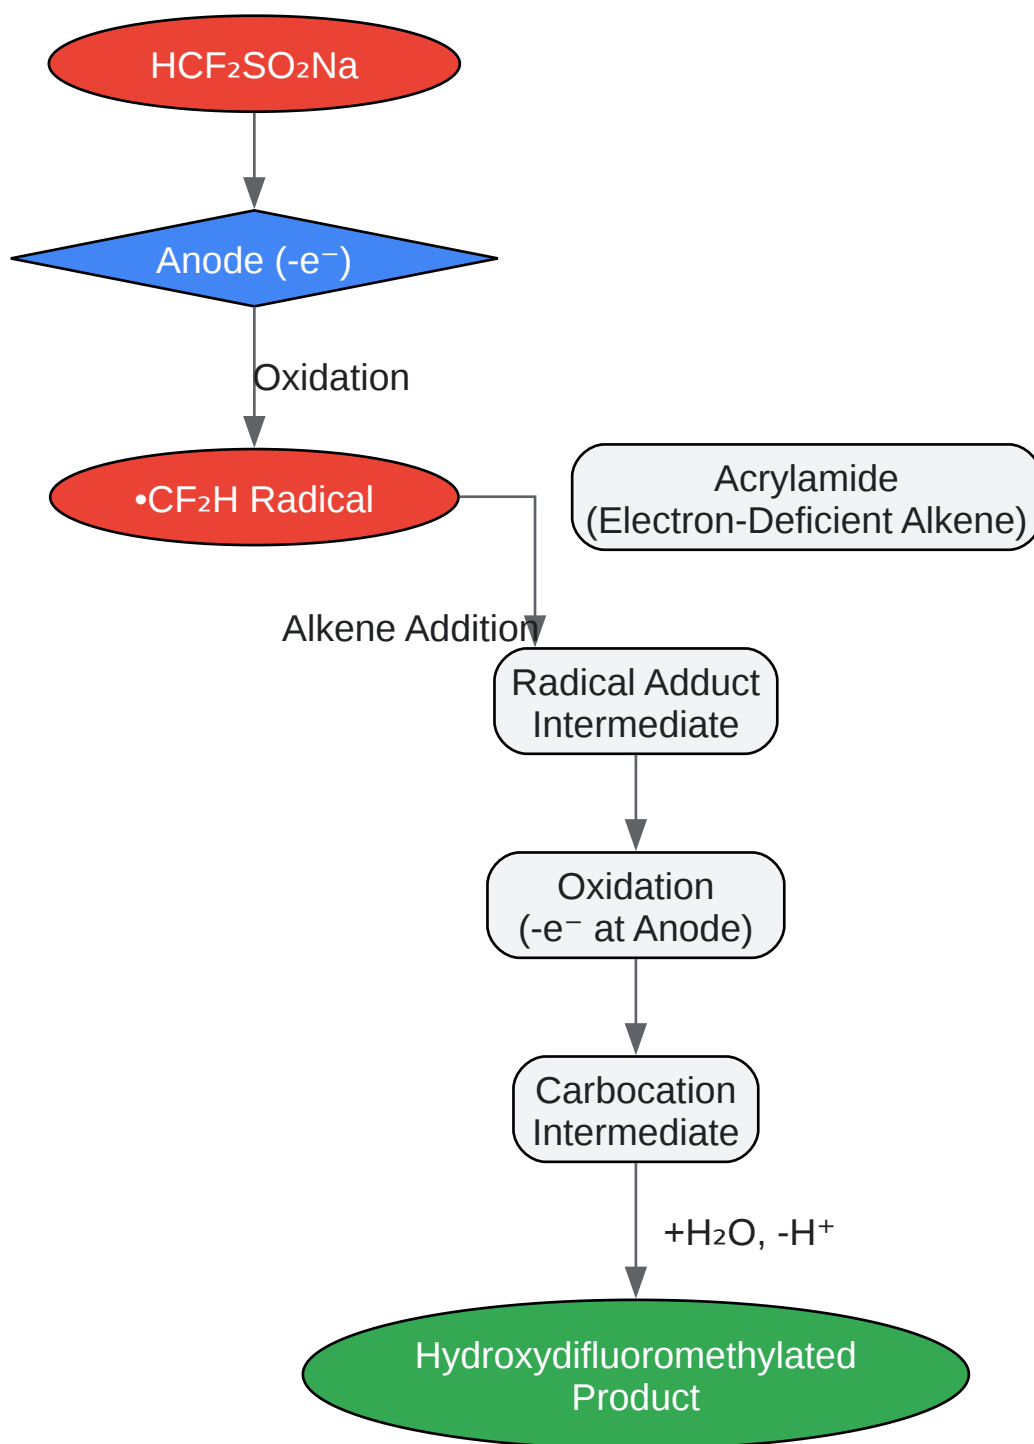 HCF₂SO₂Na
Anode (-e⁻)
Oxidation
•CF₂H Radical
Acrylamide
(Electron-Deficient Alkene)
Alkene Addition
Radical Adduct
Intermediate
Oxidation
(-e⁻ at Anode)
Carbocation
Intermediate
+H₂O, -H⁺
Hydroxydifluoromethylated
Product